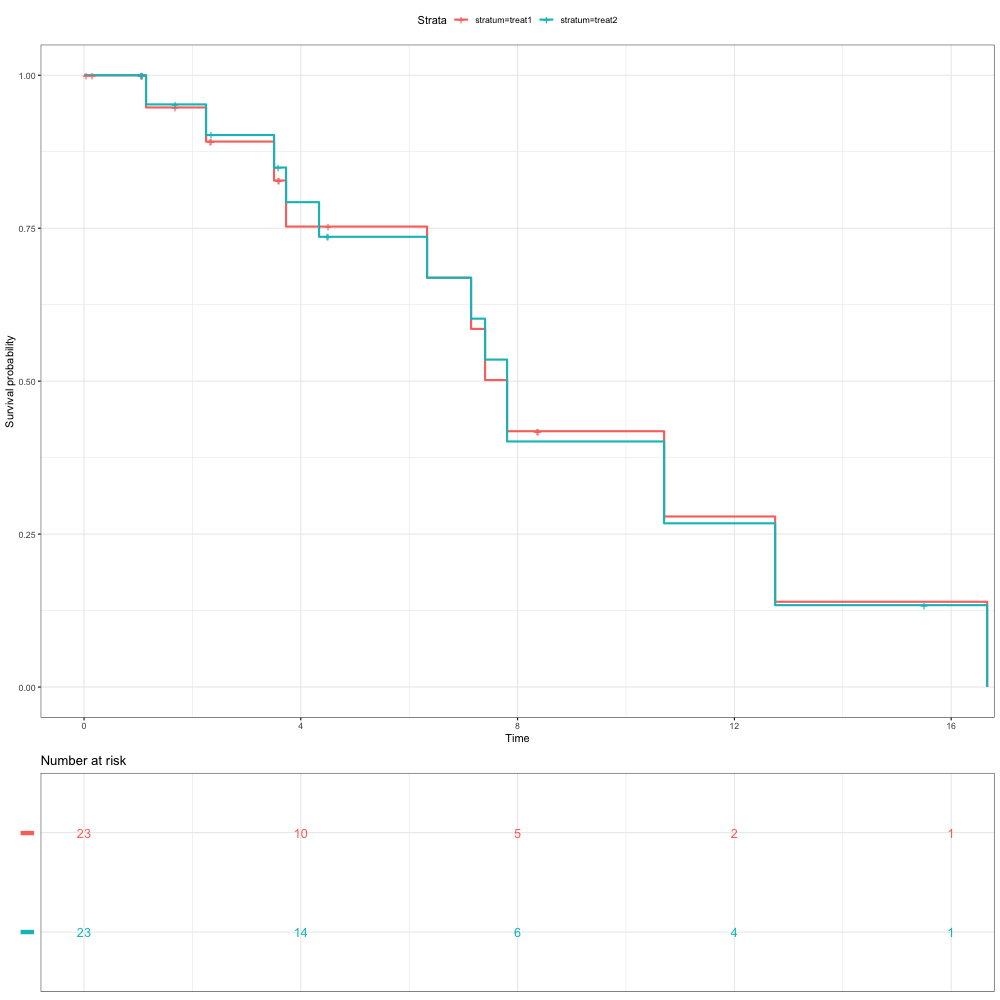 Strata stratum=treat1 stratum=treat2
1.00
0.75
0.50
0.25
0.00
Survival probability
0 4 8 12 16
Time
Number at risk
23 10 5 2 1
23 14 6 4 1